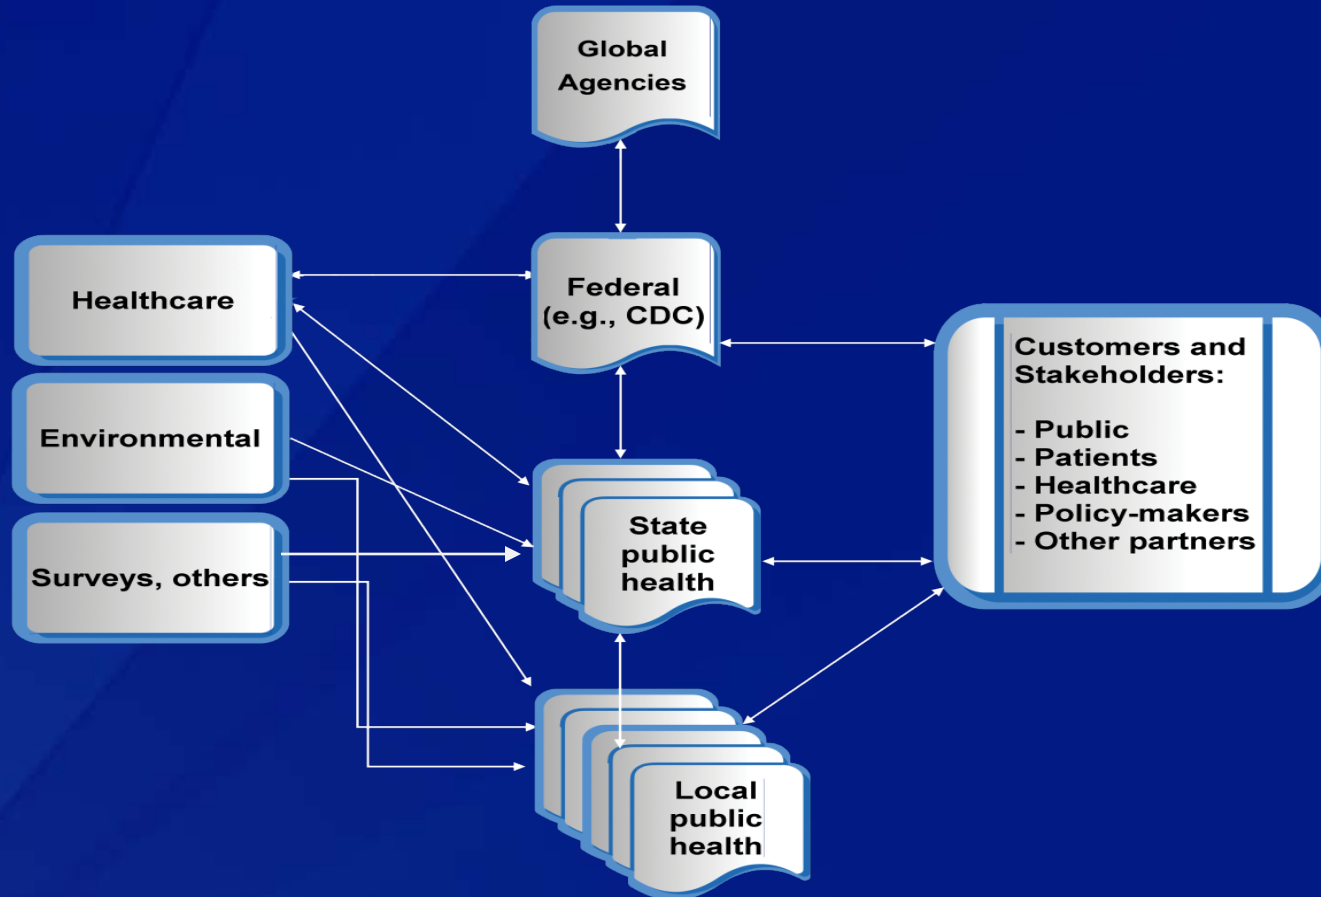 Global
Agencies
Healthcare
Federal
(e.g., CDC)
Customers and
Stakeholders:
- Public
- Patients
- Healthcare
- Policy-makers
- Other partners
Environmental
State
public
health
Surveys, others
Local
public
health